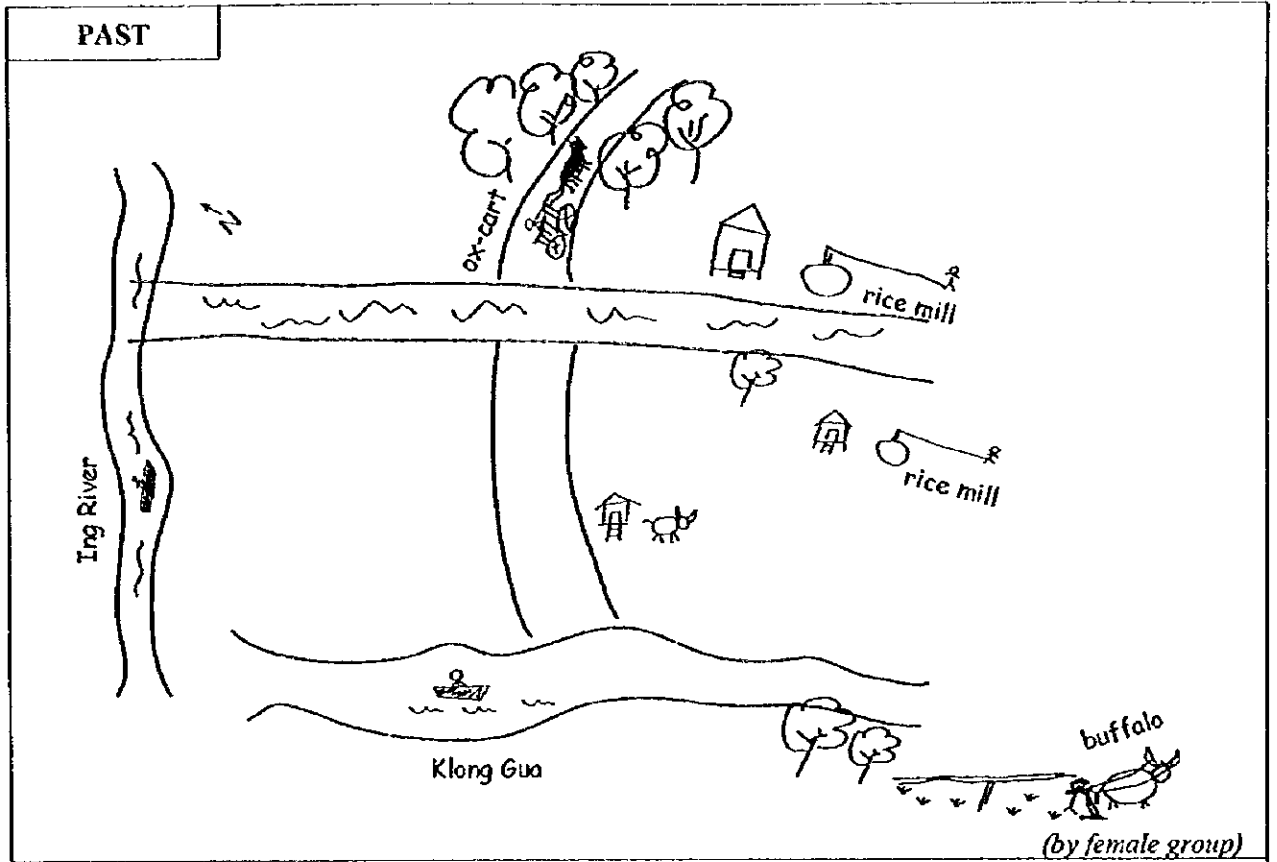 PAST
ox-cart
N
rice mill
rice mill
Ing River
Klong Gua
buffalo
(by female group)